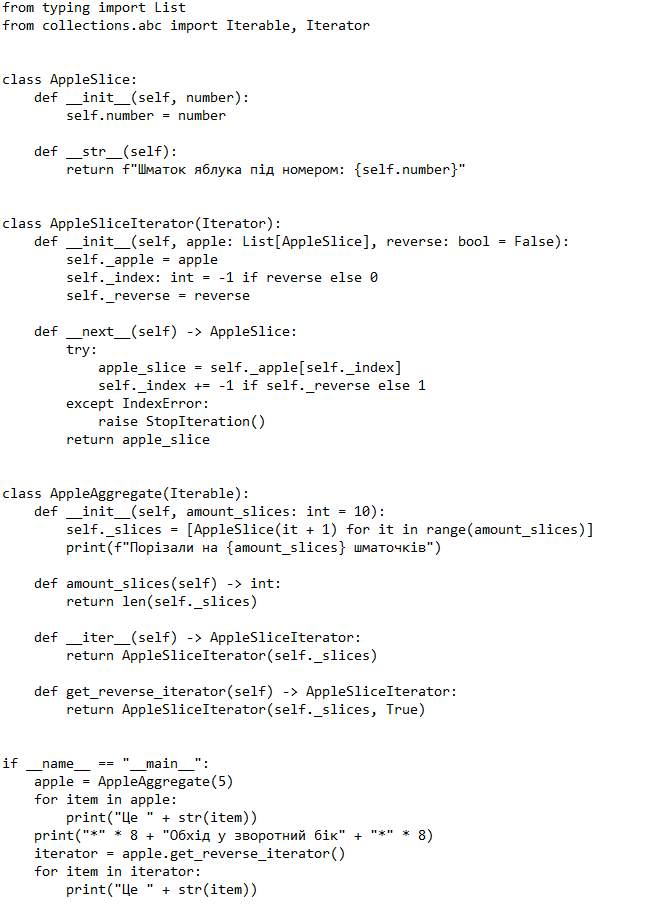 from typing import List
from collections.abc import Iterable, Iterator


class AppleSlice:
    def __init__(self, number):
        self.number = number

    def __str__(self):
        return f"Шматок яблука під номером: {self.number}"


class AppleSliceIterator(Iterator):
    def __init__(self, apple: List[AppleSlice], reverse: bool = False):
        self._apple = apple
        self._index: int = -1 if reverse else 0
        self._reverse = reverse

    def __next__(self) -> AppleSlice:
        try:
            apple_slice = self._apple[self._index]
            self._index += -1 if self._reverse else 1
        except IndexError:
            raise StopIteration()
        return apple_slice


class AppleAggregate(Iterable):
    def __init__(self, amount_slices: int = 10):
        self._slices = [AppleSlice(it + 1) for it in range(amount_slices)]
        print(f"Порізали на {amount_slices} шматочків")

    def amount_slices(self) -> int:
        return len(self._slices)

    def __iter__(self) -> AppleSliceIterator:
        return AppleSliceIterator(self._slices)

    def get_reverse_iterator(self) -> AppleSliceIterator:
        return AppleSliceIterator(self._slices, True)


if __name__ == "__main__":
    apple = AppleAggregate(5)
    for item in apple:
        print("Це " + str(item))
    print("*" * 8 + "Обхід у зворотний бік" + "*" * 8)
    iterator = apple.get_reverse_iterator()
    for item in iterator:
        print("Це " + str(item))